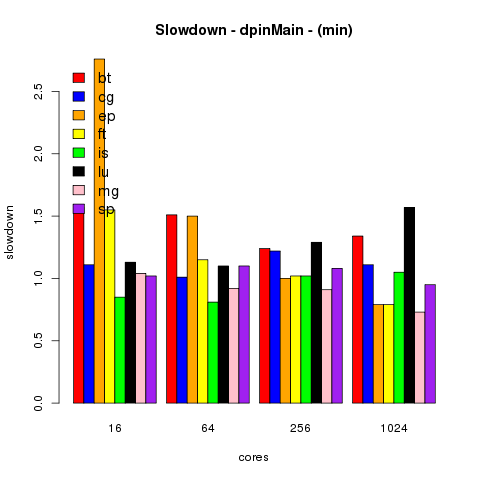 Slowdown - dpinMain - (min)
bt
cg
ep
ft
is
lu
mg
sp
slowdown
2.5
2.0
1.5
1.0
0.5
0.0
16 64 256 1024
cores